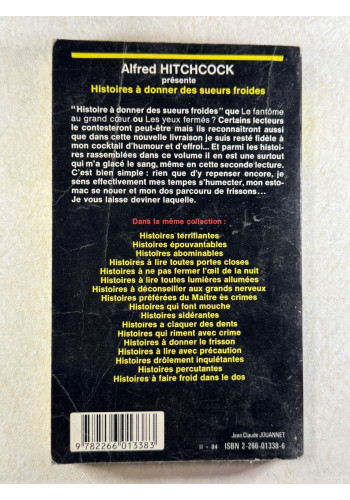 Alfred HITCHCOCK
présente
Histoires à donner des sueurs froides
"Histoire à donner des sueurs froides" que Le fantôme
au grand cœur ou Les yeux fermés ? Certains lecteurs
le contesteront peut-être mais ils reconnaitront aussi
que dans cette nouvelle livraison je suis resté fidèle à
mon cocktail d'humour et d'effroi... Et parmi les histoi-
res rassemblées dans ce volume il en est une surtout
qui m'a glacé le sang, même en cette seconde lecture.
C'est bien simple : rien que d'y repenser encore, je
sens effectivement mes tempes s'humecter, mon esto-
mac se nouer et mon dos parcouru de frissons...
Je vous laisse deviner laquelle.
Dans la même collection :
Histoires terrifiantes
Histoires épouvantables
Histoires abominables
Histoires à lire toutes portes closes
Histoires à ne pas fermer l'œil de la nuit
Histoires à lire toutes lumières allumées
Histoires à déconseiller aux grands nerveux
Histoires préférées du Maître ès crimes
Histoires qui font mouche
Histoires sidérantes
Histoires a claquer des dents
Histoires qui riment avec crime
Histoires à donner le frisson
Histoires à lire avec précaution
Histoires drôlement inquiétantes
Histoires percutantes
Histoires à faire froid dans le dos
9 782266 013383
II - 84
Jean Claude JOUANNET
ISBN 2-266-01338-6